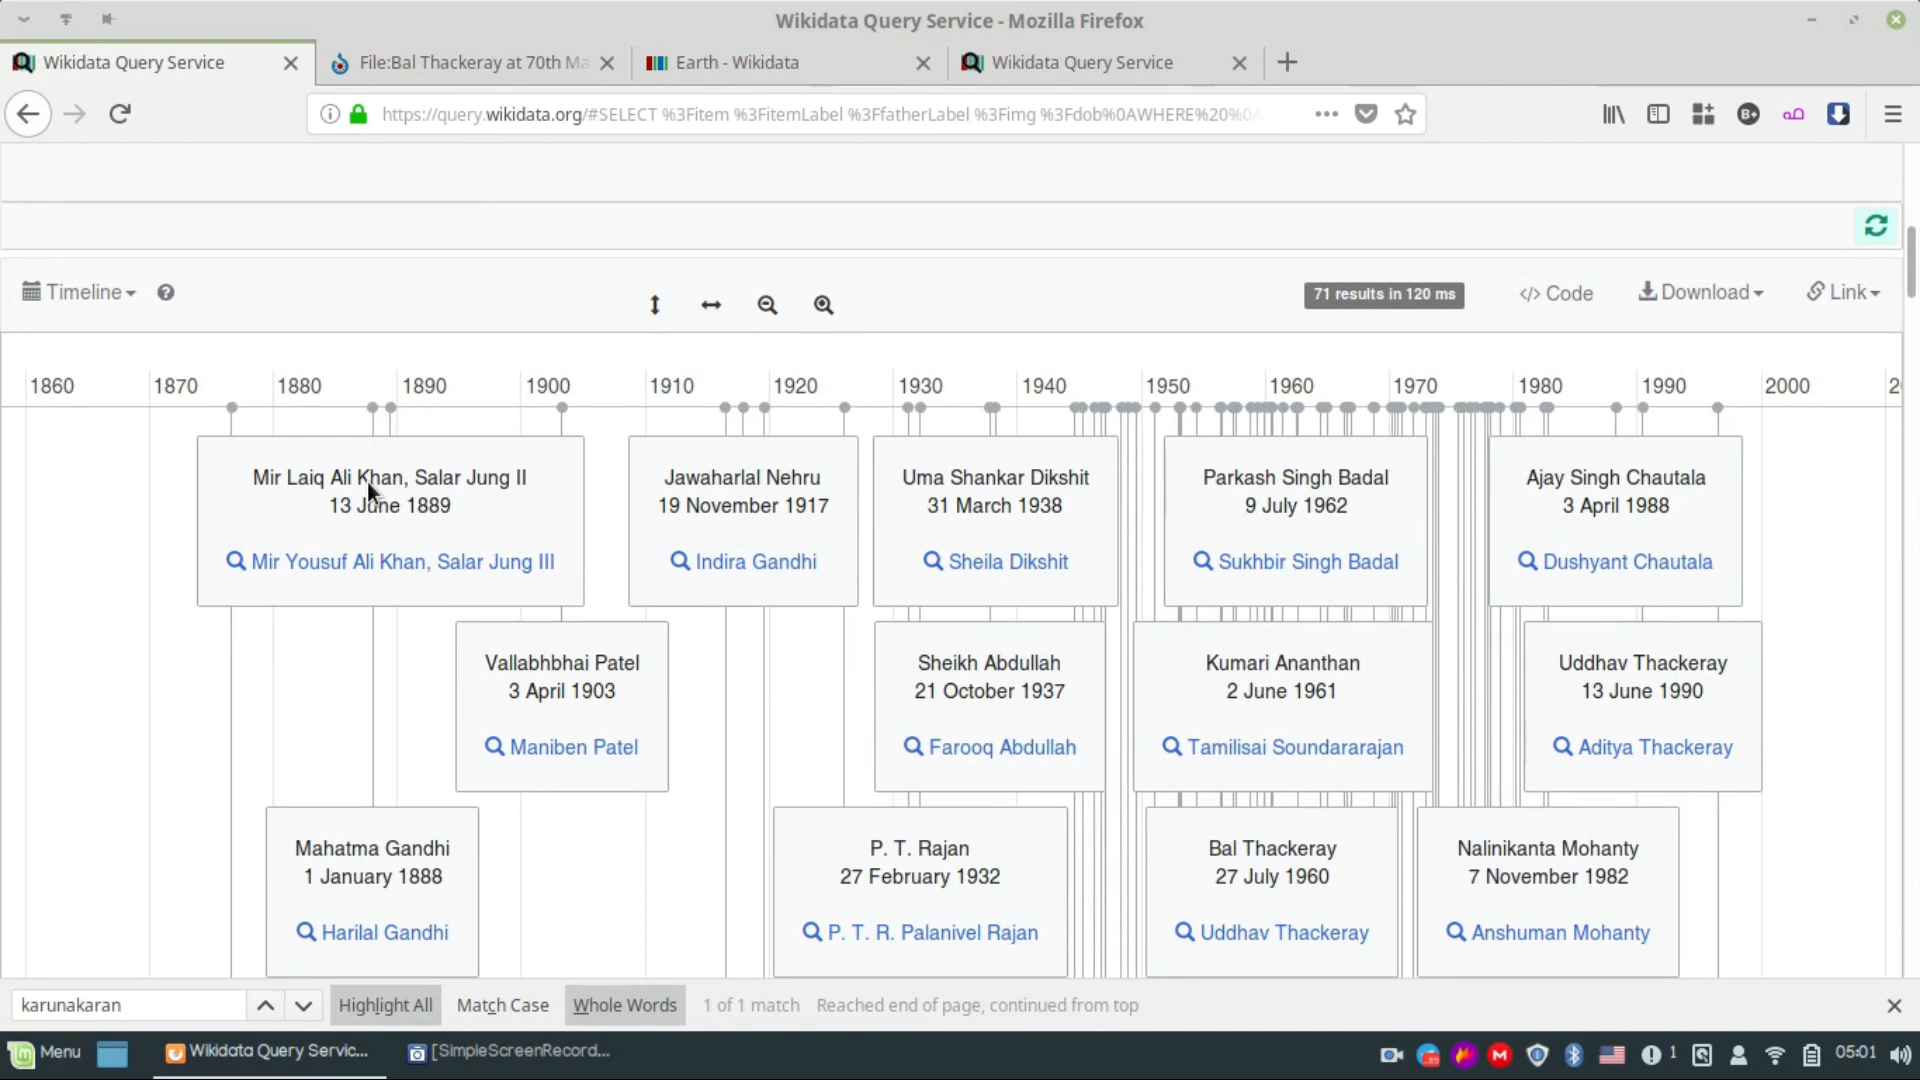 Wikidata Query Service - Mozilla Firefox
Wikidata Query Service
File:Bal Thackeray at 70th Ma
Earth - Wikidata
Wikidata Query Service
https://query.wikidata.org/#SELECT %3Fitem %3FitemLabel %3FfatherLabel %3Fimg %3Fdob%0AWHERE%20%0A
Timeline
71 results in 120 ms
</> Code
Download
Link
1860 1870 1880 1890 1900 1910 1920 1930 1940 1950 1960 1970 1980 1990 2000
Mir Laiq Ali Khan, Salar Jung II
13 June 1889
Mir Yousuf Ali Khan, Salar Jung III
Jawaharlal Nehru
19 November 1917
Indira Gandhi
Uma Shankar Dikshit
31 March 1938
Sheila Dikshit
Parkash Singh Badal
9 July 1962
Sukhbir Singh Badal
Ajay Singh Chautala
3 April 1988
Dushyant Chautala
Vallabhbhai Patel
3 April 1903
Maniben Patel
Sheikh Abdullah
21 October 1937
Farooq Abdullah
Kumari Ananthan
2 June 1961
Tamilisai Soundararajan
Uddhav Thackeray
13 June 1990
Aditya Thackeray
Mahatma Gandhi
1 January 1888
Harilal Gandhi
P. T. Rajan
27 February 1932
P. T. R. Palanivel Rajan
Bal Thackeray
27 July 1960
Uddhav Thackeray
Nalinikanta Mohanty
7 November 1982
Anshuman Mohanty
karunakaran
Highlight All
Match Case
Whole Words
1 of 1 match
Reached end of page, continued from top
Menu
Wikidata Query Servic...
[SimpleScreenRecord...
1
05:01